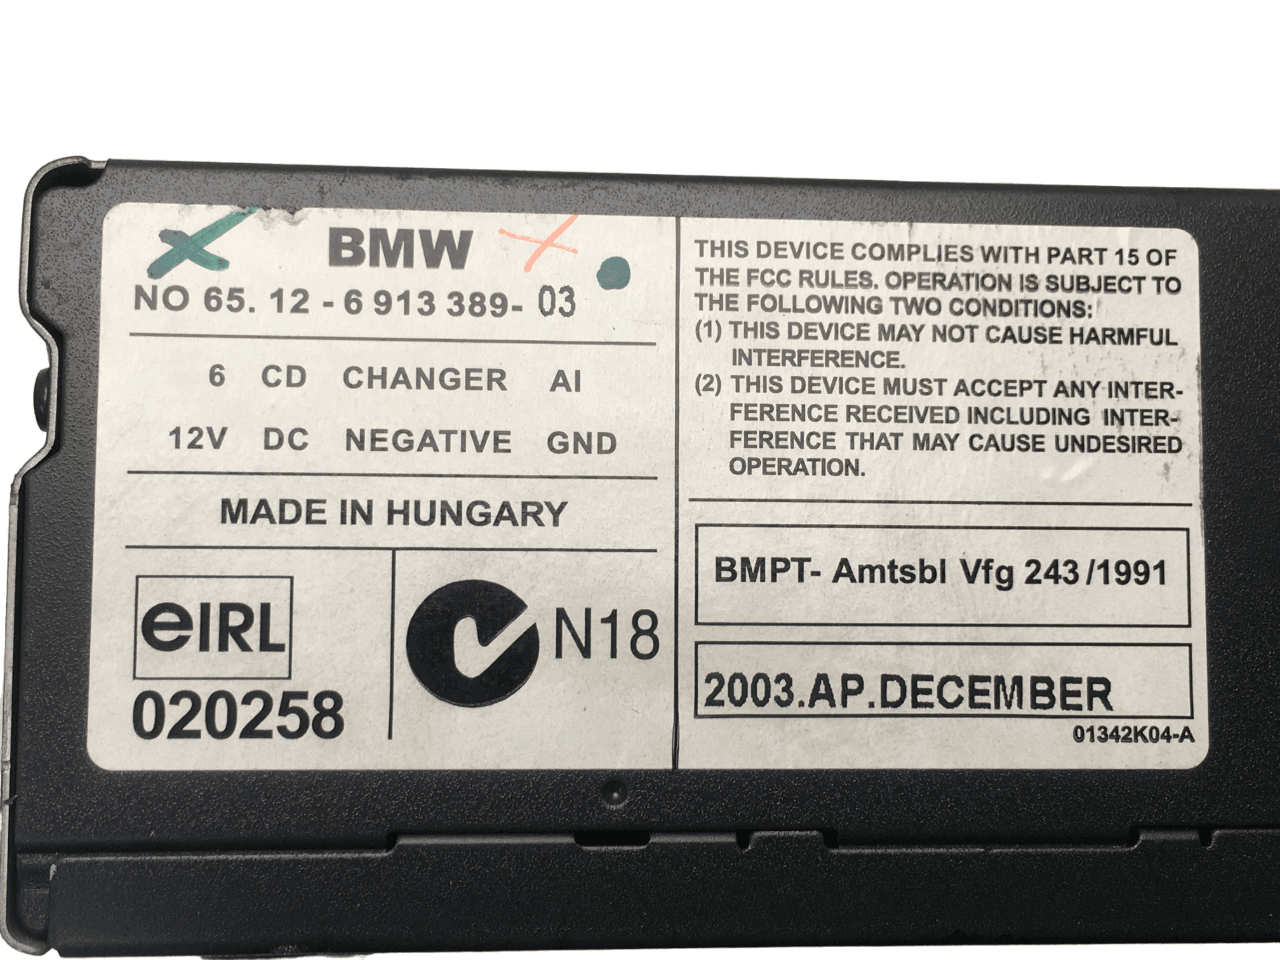 BMW
NO 65. 12 - 6 913 389- 03
6 CD CHANGER AI
12V DC NEGATIVE GND
MADE IN HUNGARY
eIRL
020258
N18
THIS DEVICE COMPLIES WITH PART 15 OF
THE FCC RULES. OPERATION IS SUBJECT TO
THE FOLLOWING TWO CONDITIONS:
(1) THIS DEVICE MAY NOT CAUSE HARMFUL
INTERFERENCE.
(2) THIS DEVICE MUST ACCEPT ANY INTER-
FERENCE RECEIVED INCLUDING INTER-
FERENCE THAT MAY CAUSE UNDESIRED
OPERATION.
BMPT- Amtsbl Vfg 243/1991
2003.AP.DECEMBER
01342K04-A